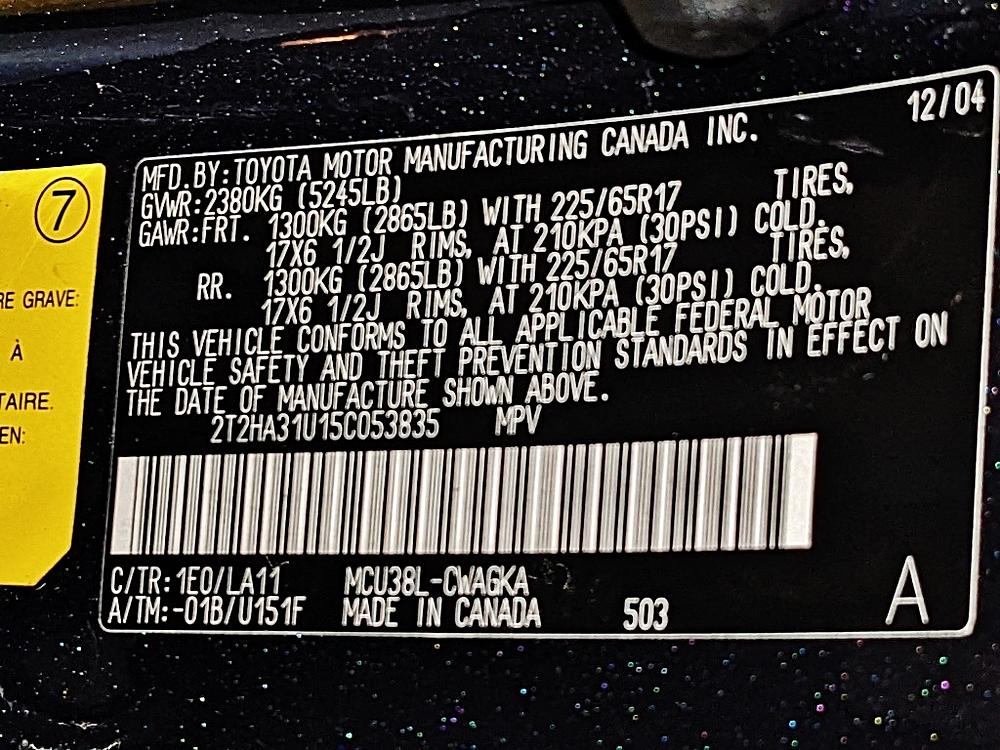 12/04
MFD.BY:TOYOTA MOTOR MANUFACTURING CANADA INC.
GVWR:2380KG (5245LB)
GAWR:FRT. 1300KG (2865LB) WITH 225/65R17 TIRES,
17X6 1/2J RIMS, AT 210KPA (30PSI) COLD.
RR. 1300KG (2865LB) WITH 225/65R17 TIRES,
17X6 1/2J RIMS, AT 210KPA (30PSI) COLD.
THIS VEHICLE CONFORMS TO ALL APPLICABLE FEDERAL MOTOR
VEHICLE SAFETY AND THEFT PREVENTION STANDARDS IN EFFECT ON
THE DATE OF MANUFACTURE SHOWN ABOVE.
2T2HA31U15C053835 MPV
C/TR:1E0/LA11 MCU38L-CWAGKA
A/TM:-01B/U151F MADE IN CANADA 503
A
7
RE GRAVE:
À
TAIRE.
EN: